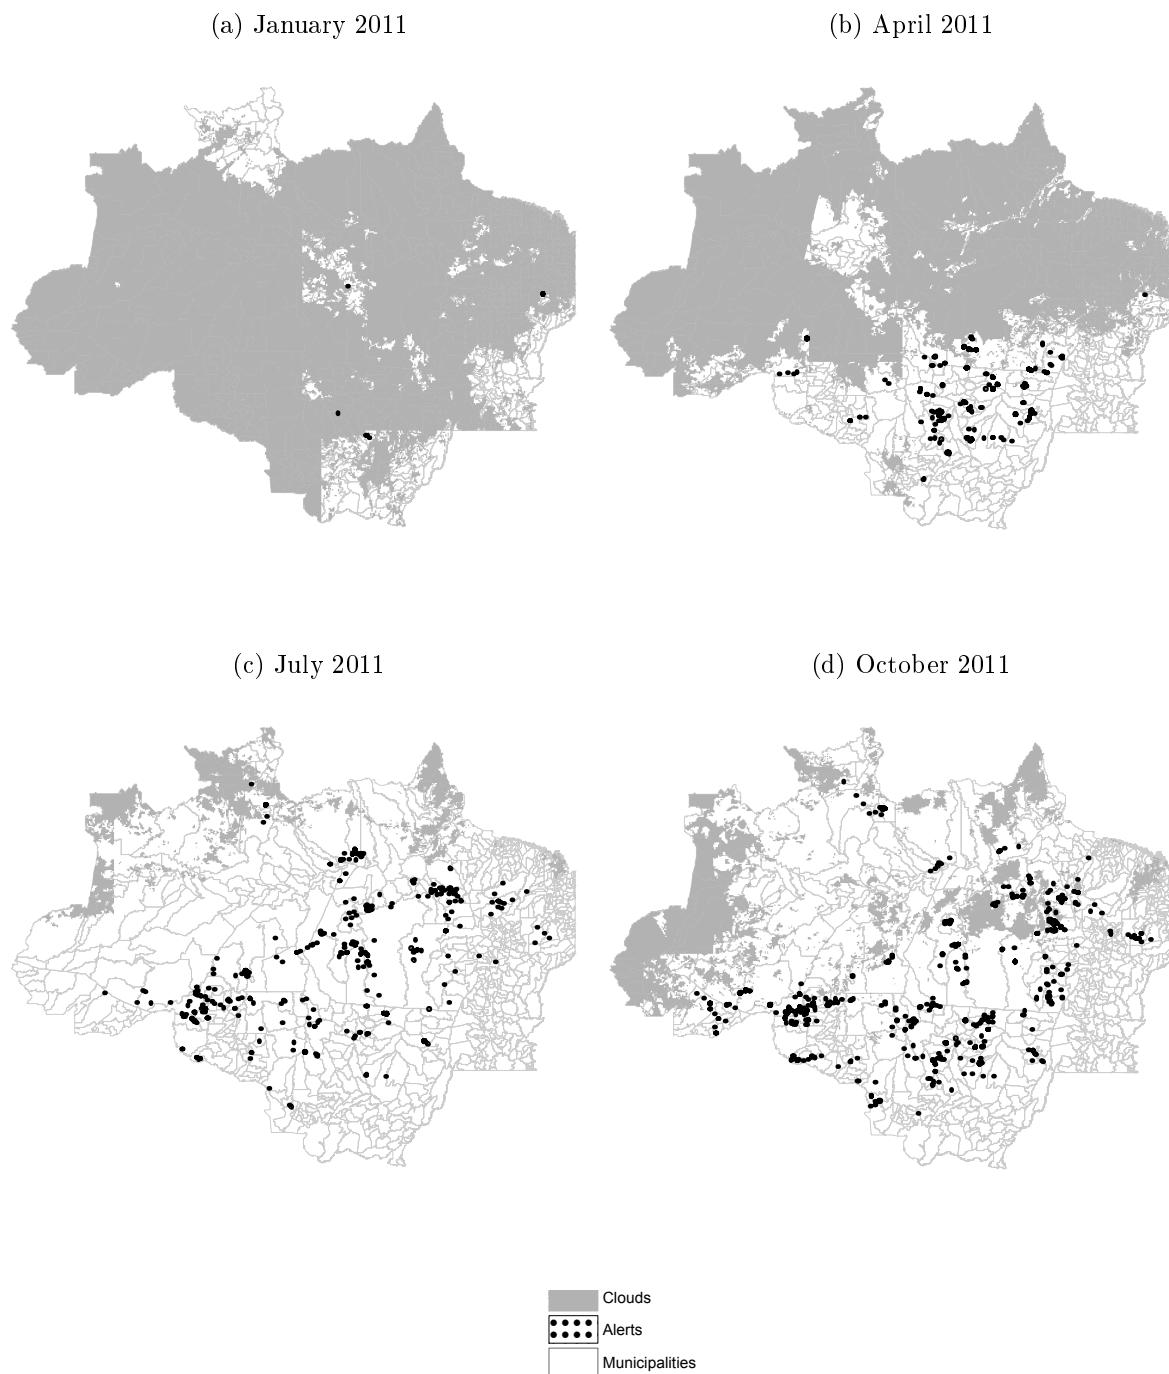 (a) January 2011
(b) April 2011
(c) July 2011
(d) October 2011
Clouds
Alerts
Municipalities